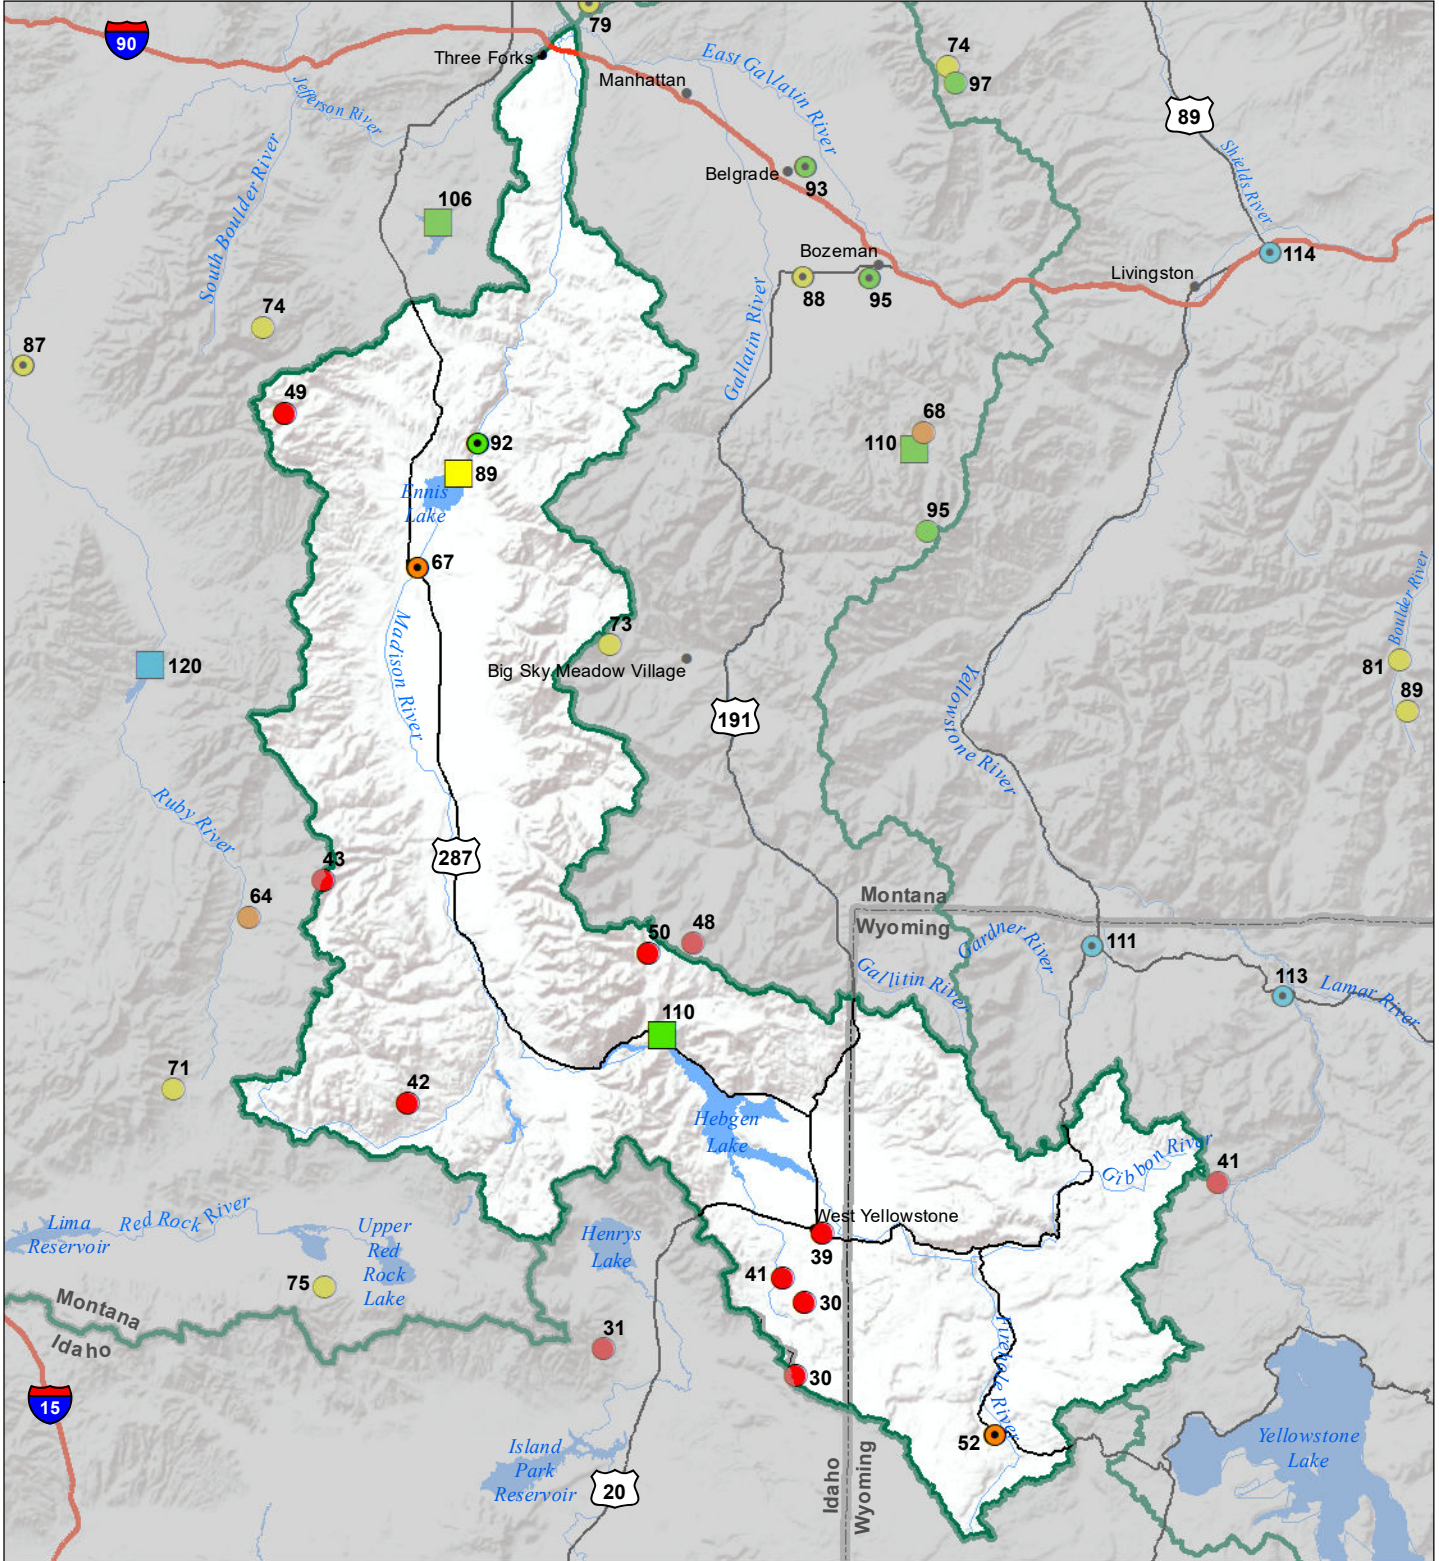 79
90
Three Forks
Manhattan
East Gallatin River
74
97
89
Jefferson River
South Boulder River
Belgrade
93
Shields River
106
Bozeman
88
95
Livingston
114
Gallatin River
74
87
49
92
89
Ennis
Lake
68
110
95
67
Madison River
73
Big Sky Meadow Village
120
191
Yellowstone River
Boulder River
81
89
Ruby River
287
43
64
Montana
Wyoming
50
48
Gallitin River
Gardner River
111
113
Lamar River
110
71
42
Hebgen
Lake
Gibbon River
41
Lima
Reservoir
Red Rock River
Upper
Red
Rock
Lake
Henrys
Lake
West Yellowstone
39
41
30
75
Montana
Idaho
31
30
Firehole River
15
52
Island
Park
Reservoir
20
Idaho
Wyoming
Yellowstone
Lake